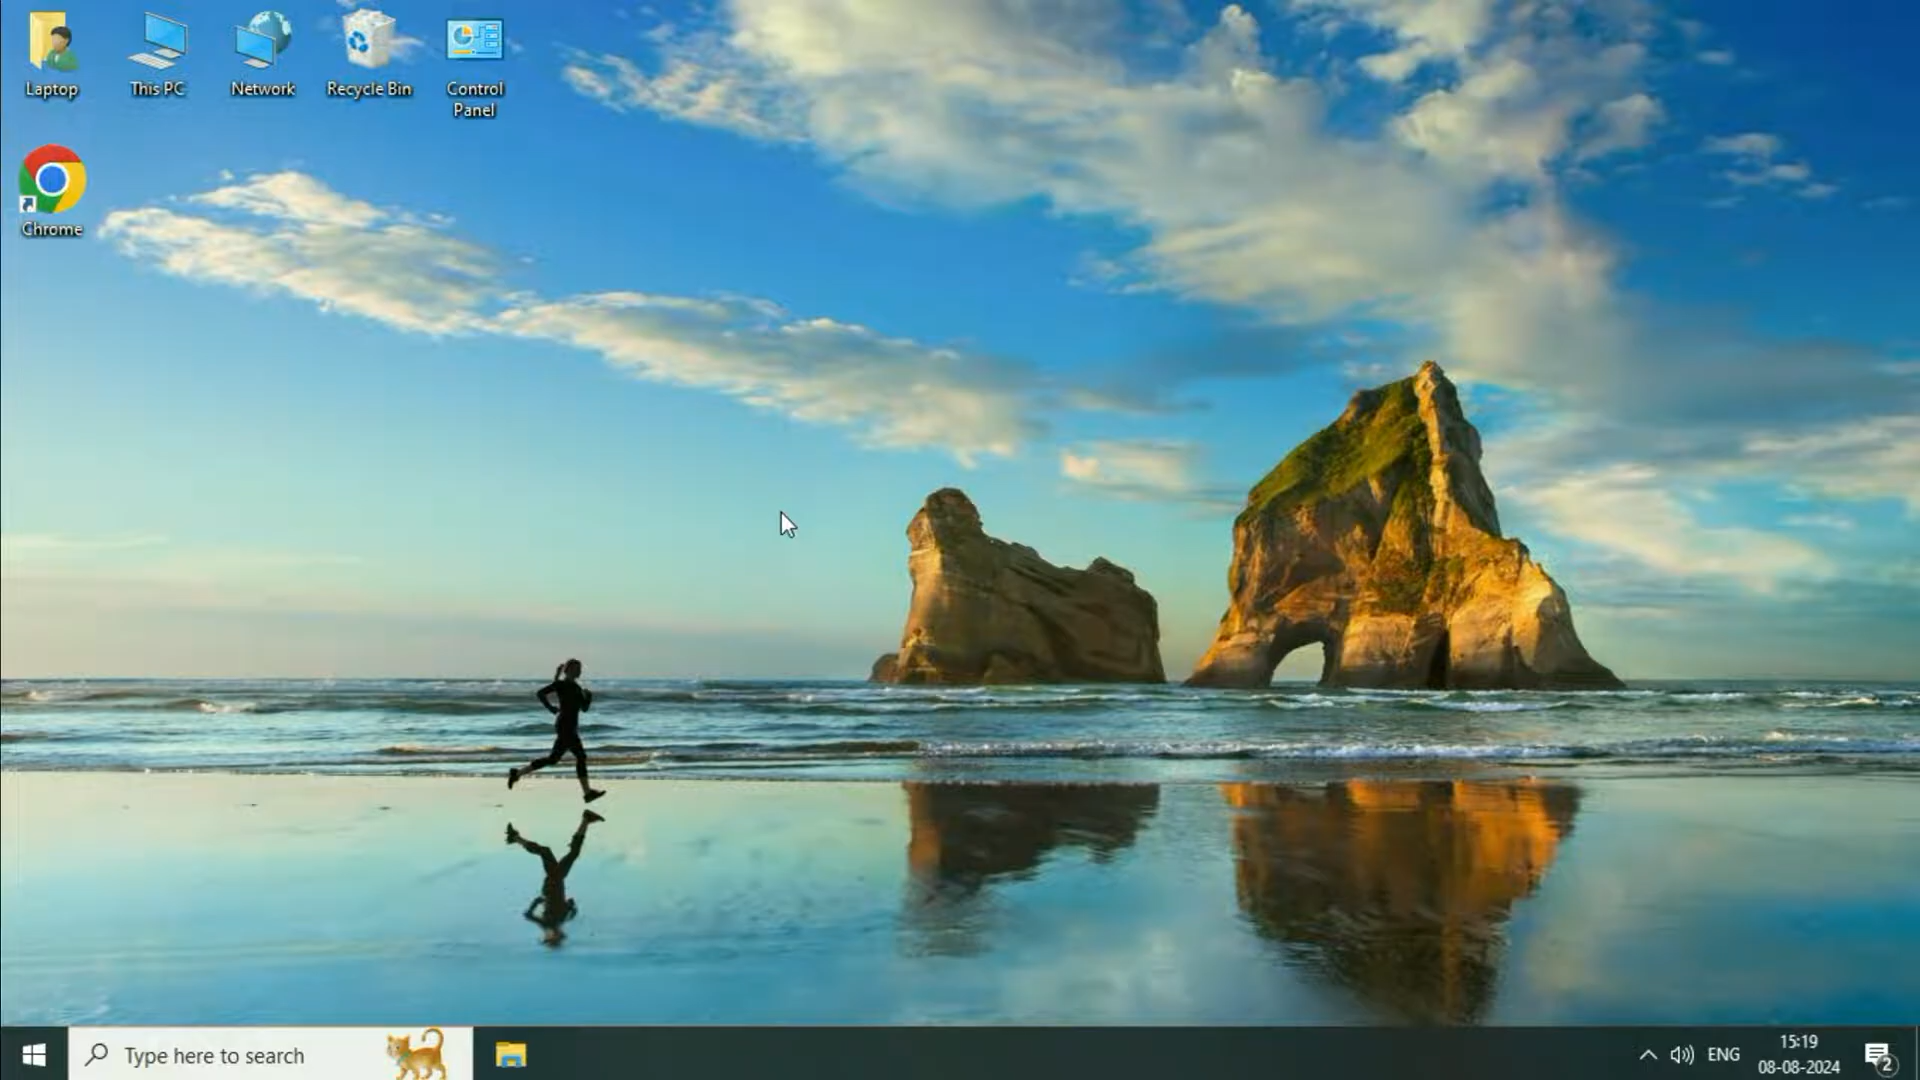 Laptop
This PC
Network
Recycle Bin
Control
Panel
Chrome
Type here to search
ENG
15:19
08-08-2024
2